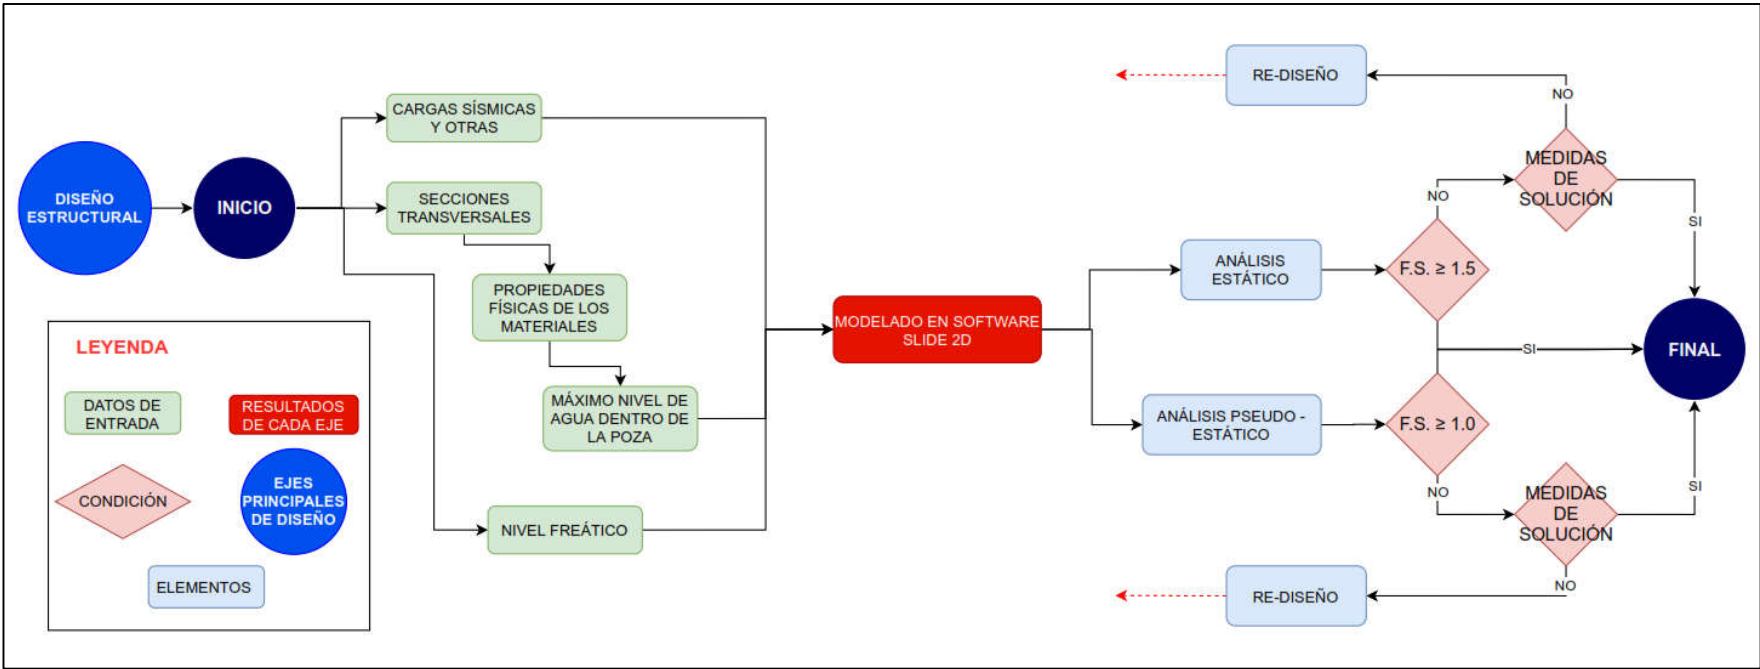 DISEÑO
ESTRUCTURAL
INICIO
CARGAS SÍSMICAS
Y OTRAS
SECCIONES
TRANSVERSALES
PROPIEDADES
FÍSICAS DE LOS
MATERIALES
MÁXIMO NIVEL DE
AGUA DENTRO DE
LA POZA
NIVEL FREÁTICO
MODELADO EN SOFTWARE
SLIDE 2D
ANÁLISIS
ESTÁTICO
ANÁLISIS PSEUDO -
ESTÁTICO
F.S. ≥ 1.5
F.S. ≥ 1.0
NO
MEDIDAS
DE
SOLUCIÓN
NO
RE-DISEÑO
SI
SI
FINAL
NO
MEDIDAS
DE
SOLUCIÓN
SI
NO
RE-DISEÑO
LEYENDA
DATOS DE
ENTRADA
RESULTADOS
DE CADA EJE
CONDICIÓN
EJES
PRINCIPALES
DE DISEÑO
ELEMENTOS